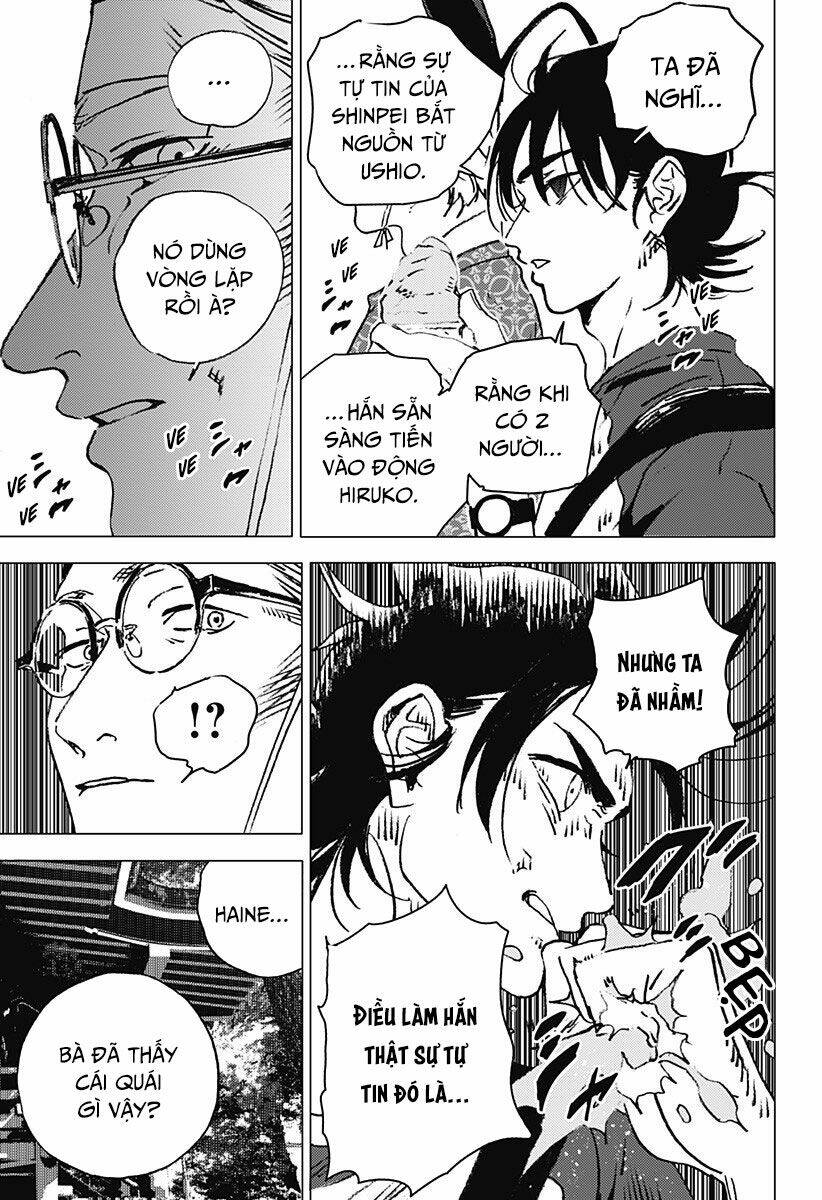 TA ĐÃ
NGHĨ...
...RẰNG SỰ
TỰ TIN CỦA
SHINPEI BẮT
NGUỒN TỪ
USHIO.
VE
VE
VE
VE
RẰNG KHI
CÓ 2
NGƯỜI...
...HẮN SẴN
SÀNG TIẾN
VÀO ĐỘNG
HIRUKO.
...
NÓ DÙNG
VÒNG LẶP
RỒI À?
VE
VE
VE
VE
NHƯNG TA
ĐÃ NHẦM!
BẸP
ĐIỀU LÀM HẮN
THẬT SỰ TỰ
TIN ĐÓ LÀ...
!?
HAINE...
BÀ ĐÃ THẤY
CÁI QUÁI
GÌ VẬY?